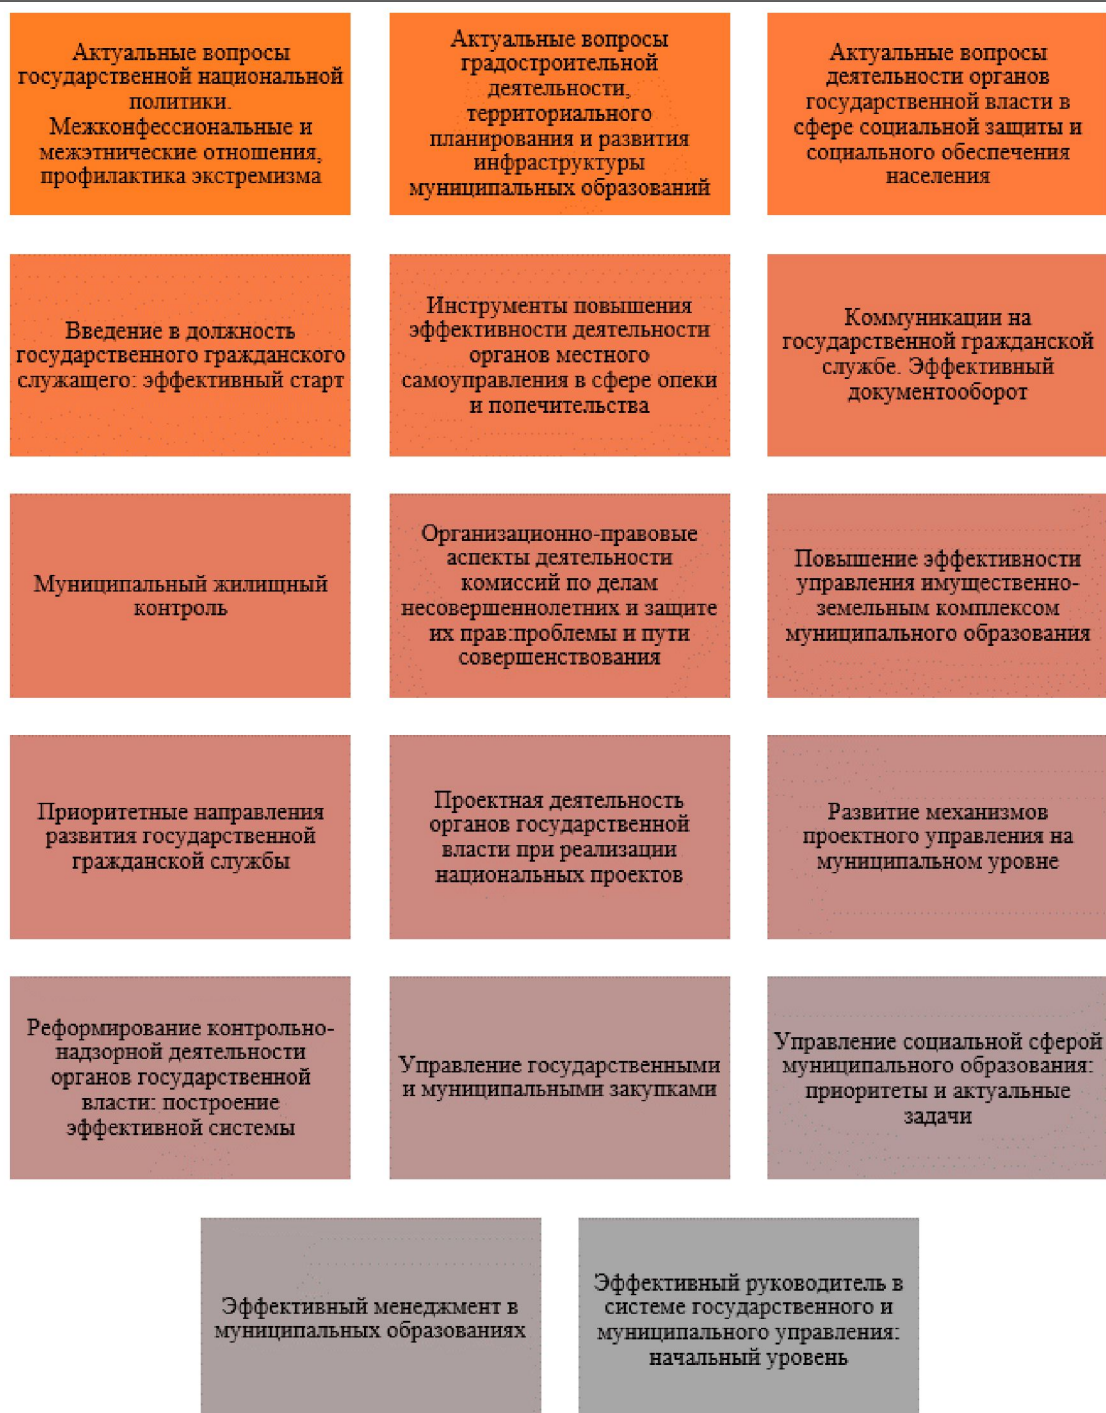 Актуальные вопросы
государственной национальной
политики.
Межконфессиональные и
межэтнические отношения,
профилактика экстремизма
Актуальные вопросы
градостроительной
деятельности,
территориального
планирования и развития
инфраструктуры
муниципальных образований
Актуальные вопросы
деятельности органов
государственной власти в
сфере социальной защиты и
социального обеспечения
населения
Введение в должность
государственного гражданского
служащего: эффективный старт
Инструменты повышения
эффективности деятельности
органов местного
самоуправления в сфере опеки
и попечительства
Коммуникации на
государственной гражданской
службе. Эффективный
документооборот
Муниципальный жилищный
контроль
Организационно-правовые
аспекты деятельности
комиссий по делам
несовершеннолетних и защите
их прав:проблемы и пути
совершенствования
Повышение эффективности
управления имущественно-
земельным комплексом
муниципального образования
Приоритетные направления
развития государственной
гражданской службы
Проектная деятельность
органов государственной
власти при реализации
национальных проектов
Развитие механизмов
проектного управления на
муниципальном уровне
Реформирование контрольно-
надзорной деятельности
органов государственной
власти: построение
эффективной системы
Управление государственными
и муниципальными закупками
Управление социальной сферой
муниципального образования:
приоритеты и актуальные
задачи
Эффективный менеджмент в
муниципальных образованиях
Эффективный руководитель в
системе государственного и
муниципального управления:
начальный уровень